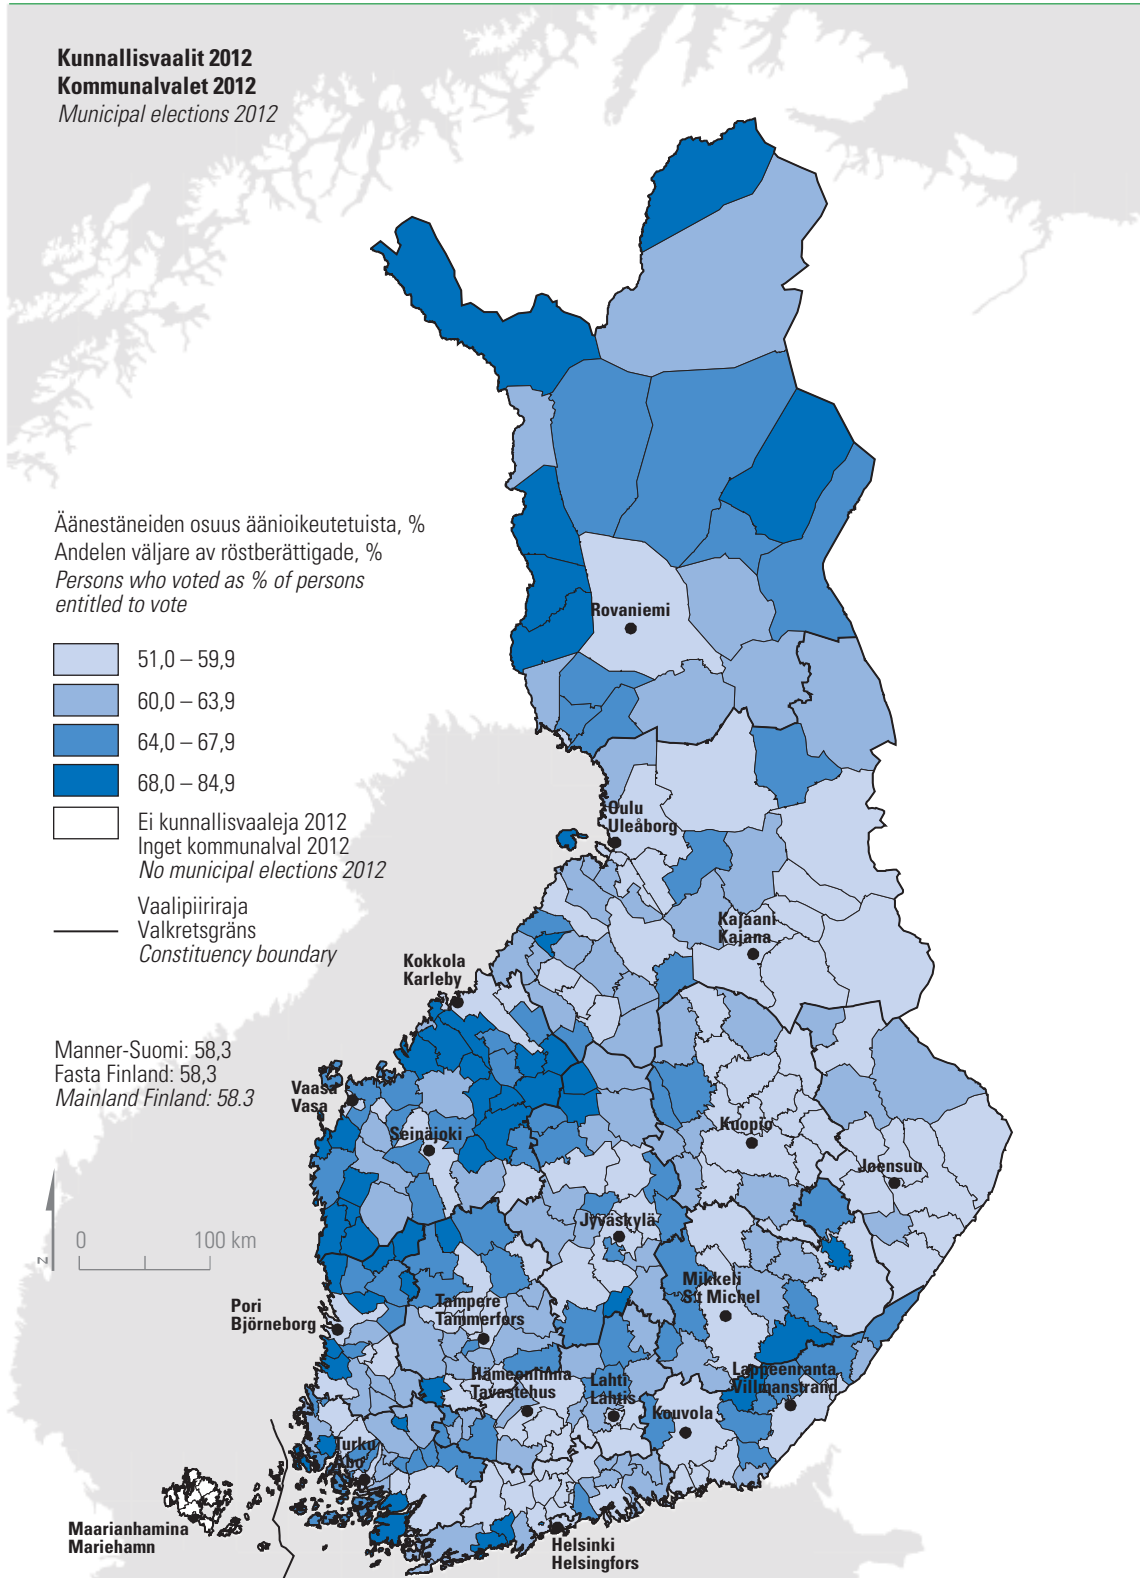 Kunnallisvaalit 2012
Kommunalvalet 2012
Municipal elections 2012
Äänestäneiden osuus äänioikeutetuista, %
Andelen väljare av röstberättigade, %
Persons who voted as % of persons
entitled to vote
51,0 – 59,9
60,0 – 63,9
64,0 – 67,9
68,0 – 84,9
Ei kunnallisvaaleja 2012
Inget kommunalval 2012
No municipal elections 2012
Vaalipiiriraja
Valkretsgräns
Constituency boundary
Manner-Suomi: 58,3
Fasta Finland: 58,3
Mainland Finland: 58.3
N
0 100 km
Rovaniemi
Oulu
Uleåborg
Kajaani
Kajana
Kokkola
Karleby
Vaasa
Vasa
Seinäjoki
Kuopio
Joensuu
Jyväskylä
Mikkeli
S:t Michel
Pori
Björneborg
Tampere
Tammerfors
Hämeenlinna
Tavastehus
Lahti
Lahtis
Kouvola
Lappeenranta
Villmanstrand
Turku
Åbo
Maarianhamina
Mariehamn
Helsinki
Helsingfors